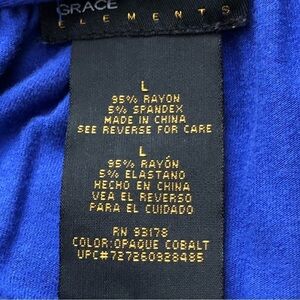 GRACE
ELEMENTS
L
95% RAYON
5% SPANDEX
MADE IN CHINA
SEE REVERSE FOR CARE
L
95% RAYÓN
5% ELASTANO
HECHO EN CHINA
VEA EL REVERSO
PARA EL CUIDADO
RN 93178
COLOR:OPAQUE COBALT
UPC#727260928485